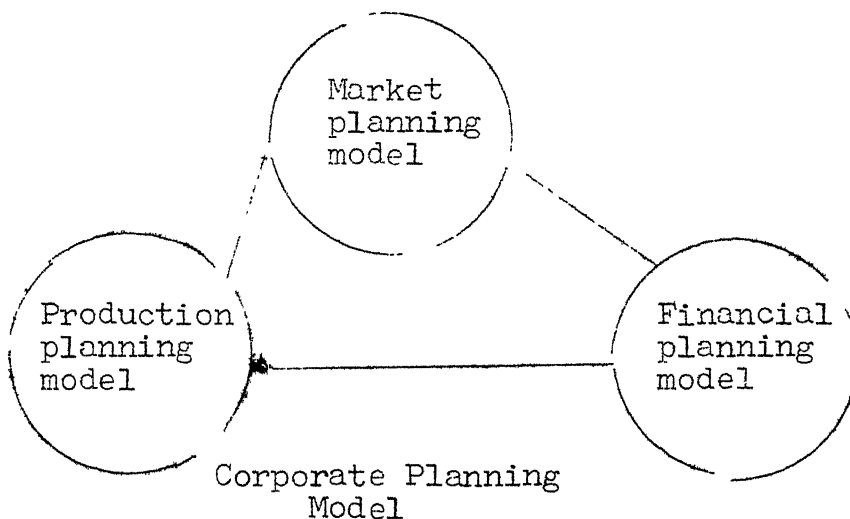 Market
planning
model
Production
planning
model
Financial
planning
model
Corporate Planning
Model